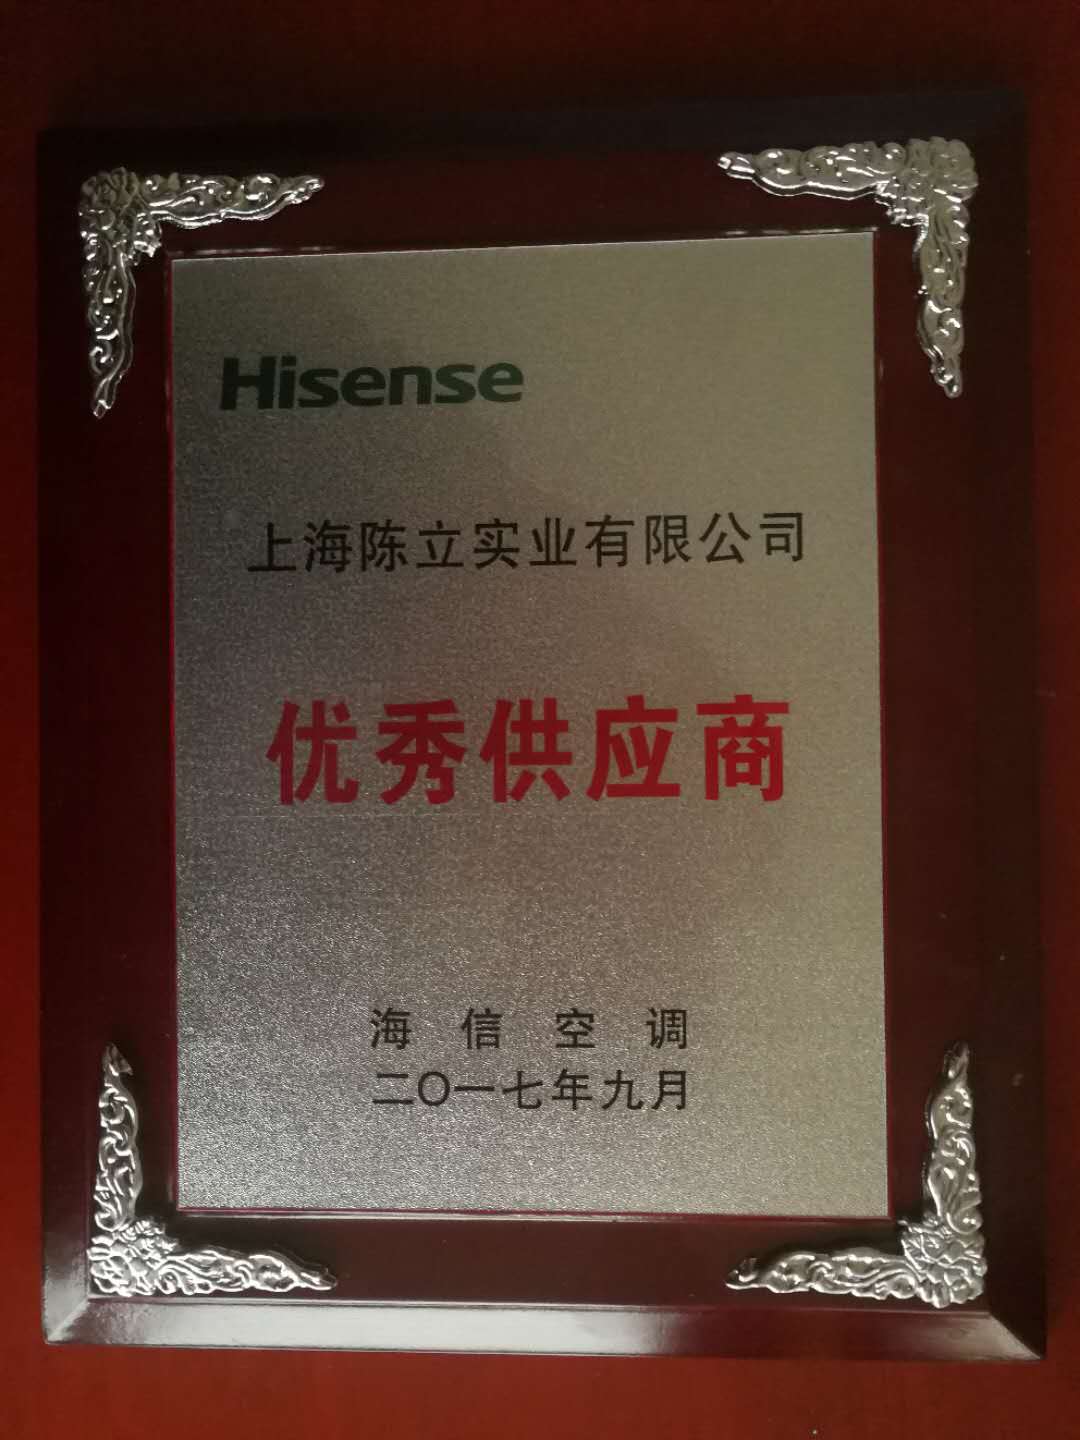 Hisense
上海陈立实业有限公司
优秀供应商
海信空调
二〇一七年九月